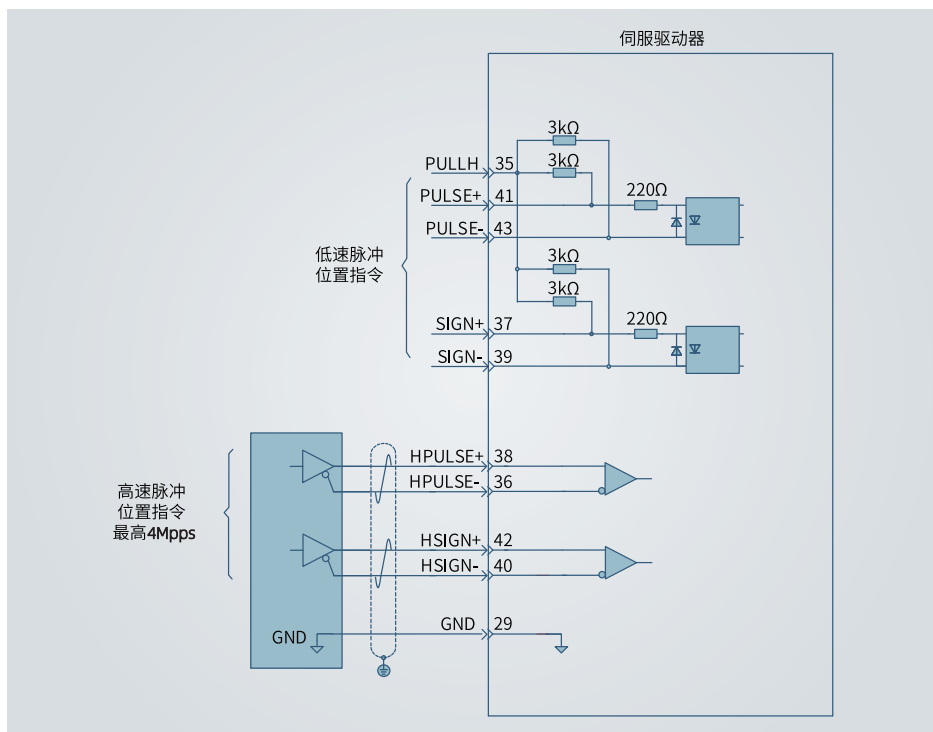 伺服驱动器
3kΩ
PULLH 35 3kΩ
PULSE+ 41 220Ω
PULSE- 43
低速脉冲
位置指令
3kΩ
3kΩ
SIGN+ 37 220Ω
SIGN- 39
高速脉冲
位置指令
最高4Mpps
HPULSE+ 38
HPULSE- 36
HSIGN+ 42
HSIGN- 40
GND GND 29